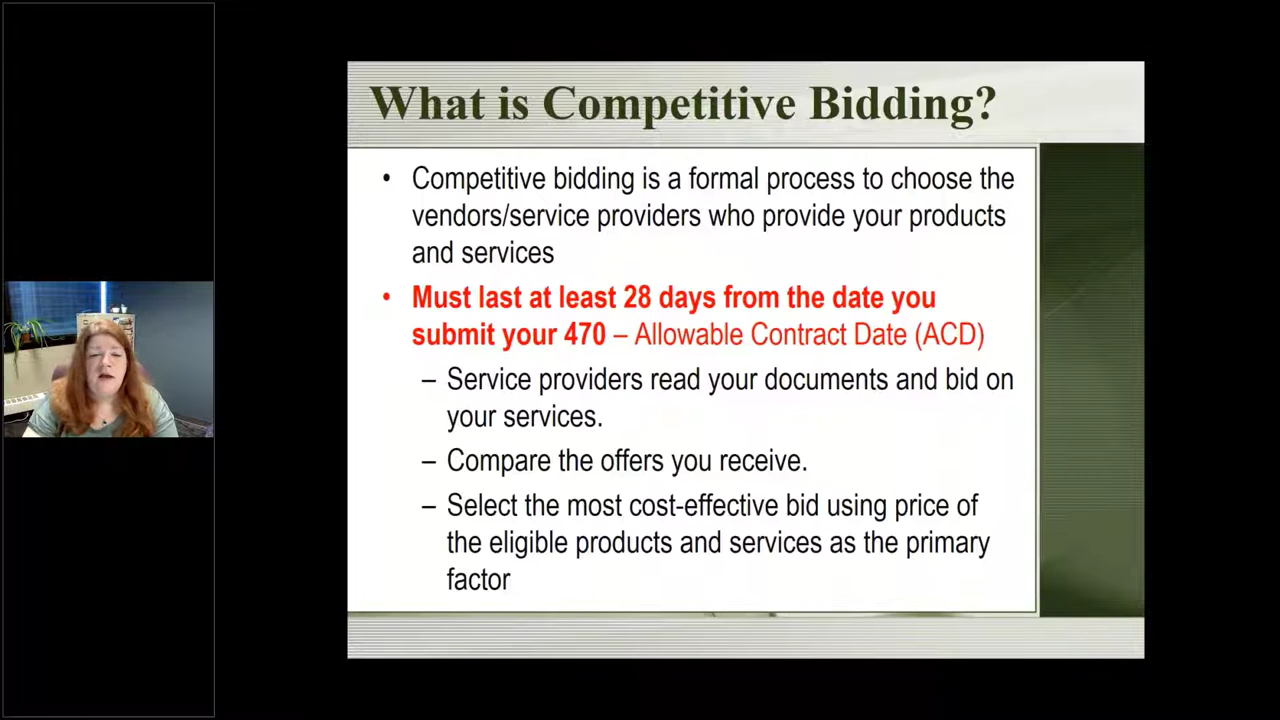 What is Competitive Bidding?
• Competitive bidding is a formal process to choose the
vendors/service providers who provide your products
and services
• Must last at least 28 days from the date you
submit your 470 – Allowable Contract Date (ACD)
– Service providers read your documents and bid on
your services.
– Compare the offers you receive.
– Select the most cost-effective bid using price of
the eligible products and services as the primary
factor